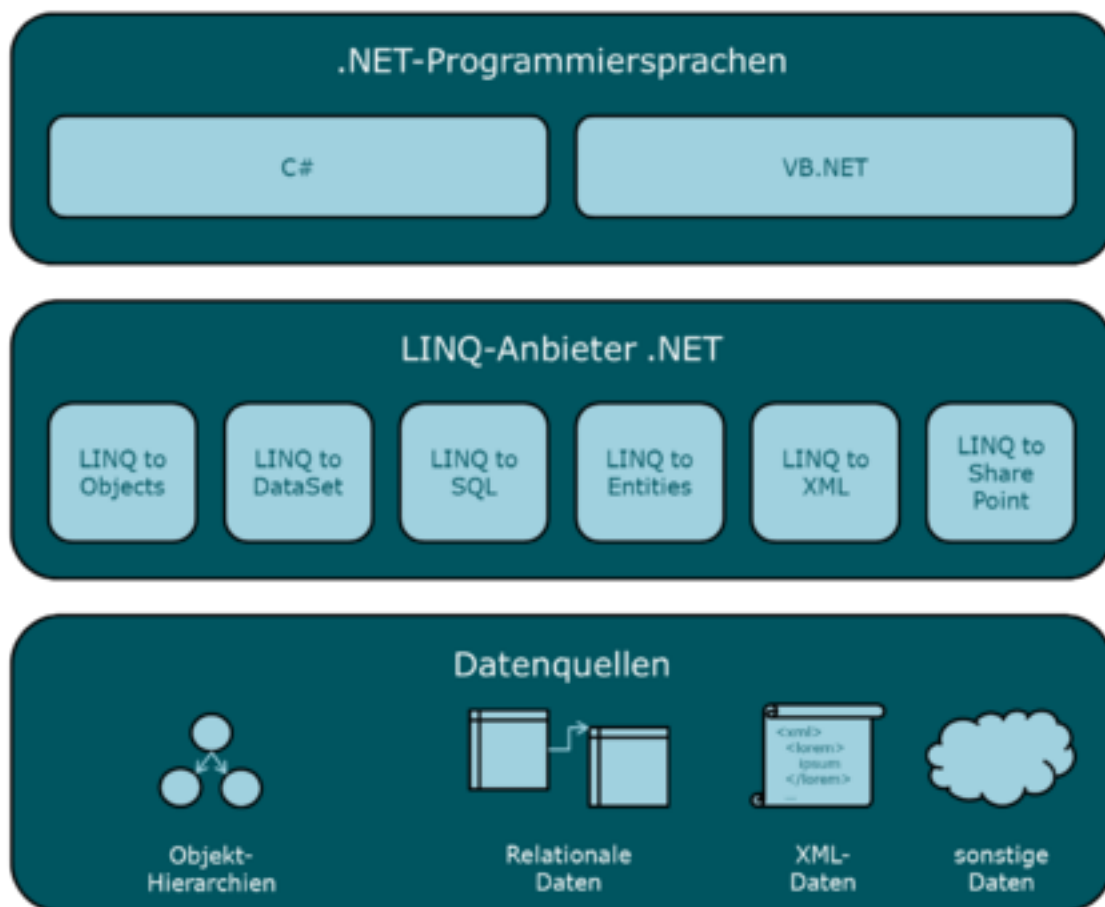 .NET-Programmiersprachen
C#
VB.NET
LINQ-Anbieter .NET
LINQ to
Objects
LINQ to
DataSet
LINQ to
SQL
LINQ to
Entities
LINQ to
XML
LINQ to
Share
Point
Datenquellen
<xml>
<lorem>
ipsum
</lorem>
...
Objekt-
Hierarchien
Relationale
Daten
XML-
Daten
sonstige
Daten